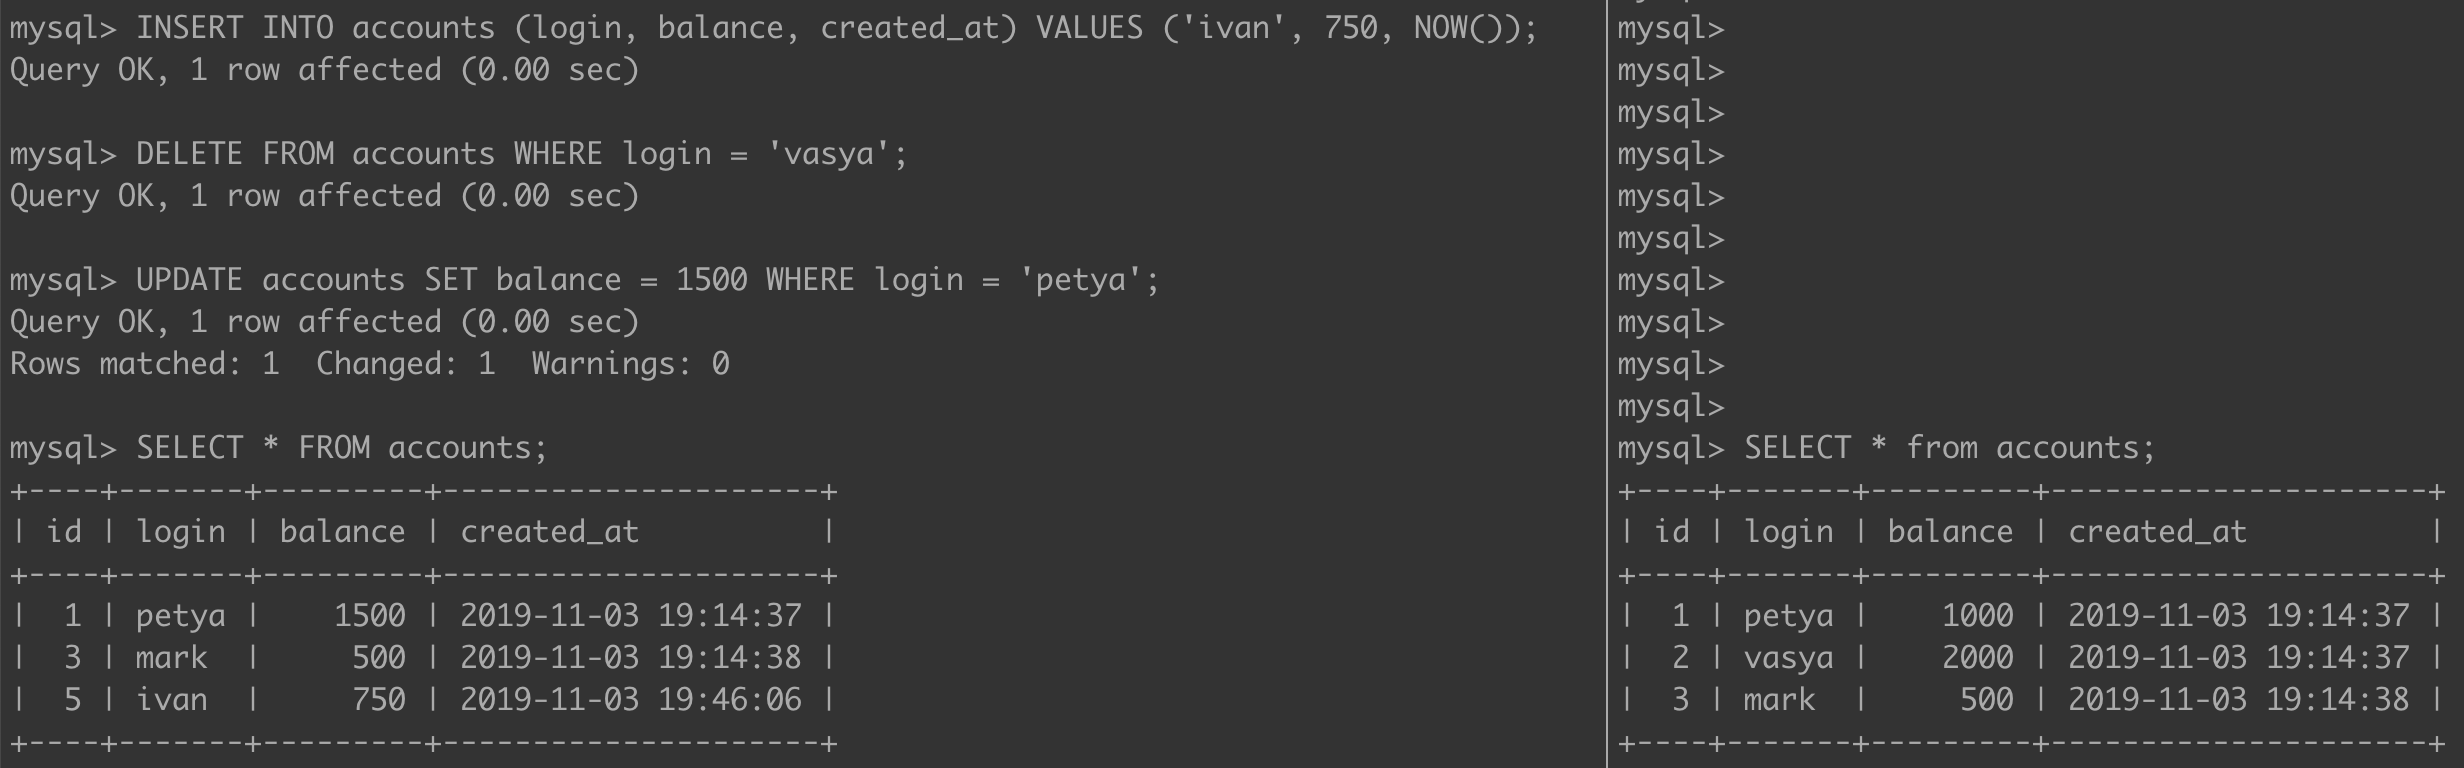 mysql> INSERT INTO accounts (login, balance, created_at) VALUES ('ivan', 750, NOW());
Query OK, 1 row affected (0.00 sec)
mysql> DELETE FROM accounts WHERE login = 'vasya';
Query OK, 1 row affected (0.00 sec)
mysql> UPDATE accounts SET balance = 1500 WHERE login = 'petya';
Query OK, 1 row affected (0.00 sec)
Rows matched: 1  Changed: 1  Warnings: 0
mysql> SELECT * FROM accounts;
+----+-------+---------+---------------------+
| id | login | balance | created_at          |
+----+-------+---------+---------------------+
|  1 | petya |    1500 | 2019-11-03 19:14:37 |
|  3 | mark  |     500 | 2019-11-03 19:14:38 |
|  5 | ivan  |     750 | 2019-11-03 19:46:06 |
+----+-------+---------+---------------------+
mysql>
mysql>
mysql>
mysql>
mysql>
mysql>
mysql>
mysql>
mysql>
mysql>
mysql> SELECT * from accounts;
+----+-------+---------+---------------------+
| id | login | balance | created_at          |
+----+-------+---------+---------------------+
|  1 | petya |    1000 | 2019-11-03 19:14:37 |
|  2 | vasya |    2000 | 2019-11-03 19:14:37 |
|  3 | mark  |     500 | 2019-11-03 19:14:38 |
+----+-------+---------+---------------------+